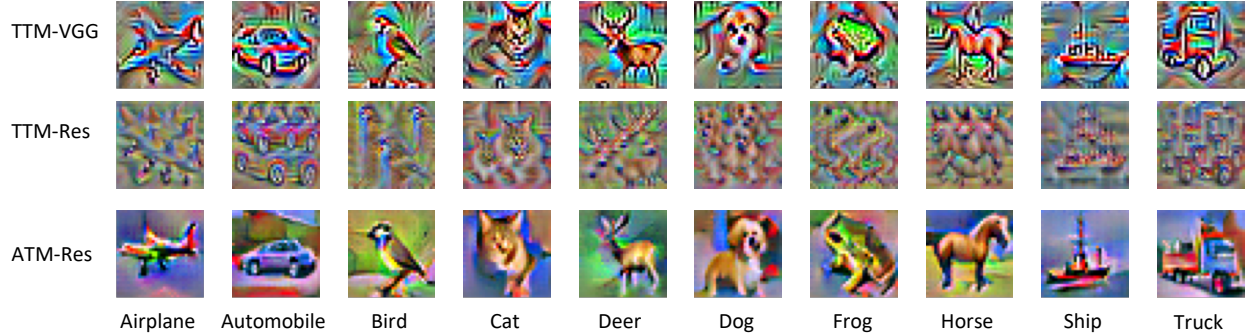 TTM-VGG
TTM-Res
ATM-Res
Airplane Automobile Bird Cat Deer Dog Frog Horse Ship Truck